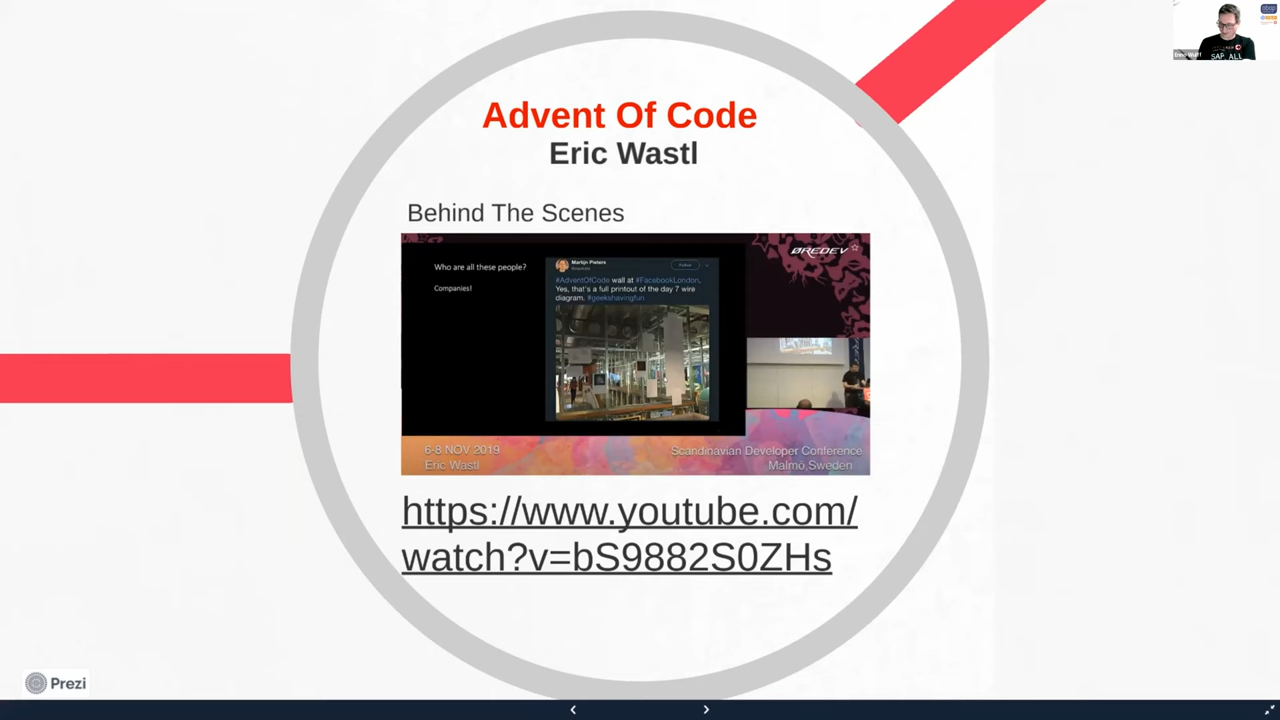 Advent Of Code
Eric Wastl
Behind The Scenes
ØREDEV
Who are all these people?
Companies!
Martijn Pieters
Follow
#AdventOfCode wall at #FacebookLondon,
Yes, that's a full printout of the day 7 wire
diagram. #geekshavingfun
6-8 NOV 2019
Eric Wastl
Scandinavian Developer Conference
Malmö,Sweden
https://www.youtube.com/
watch?v=bS9882S0ZHs
SAP_ALL
Prezi